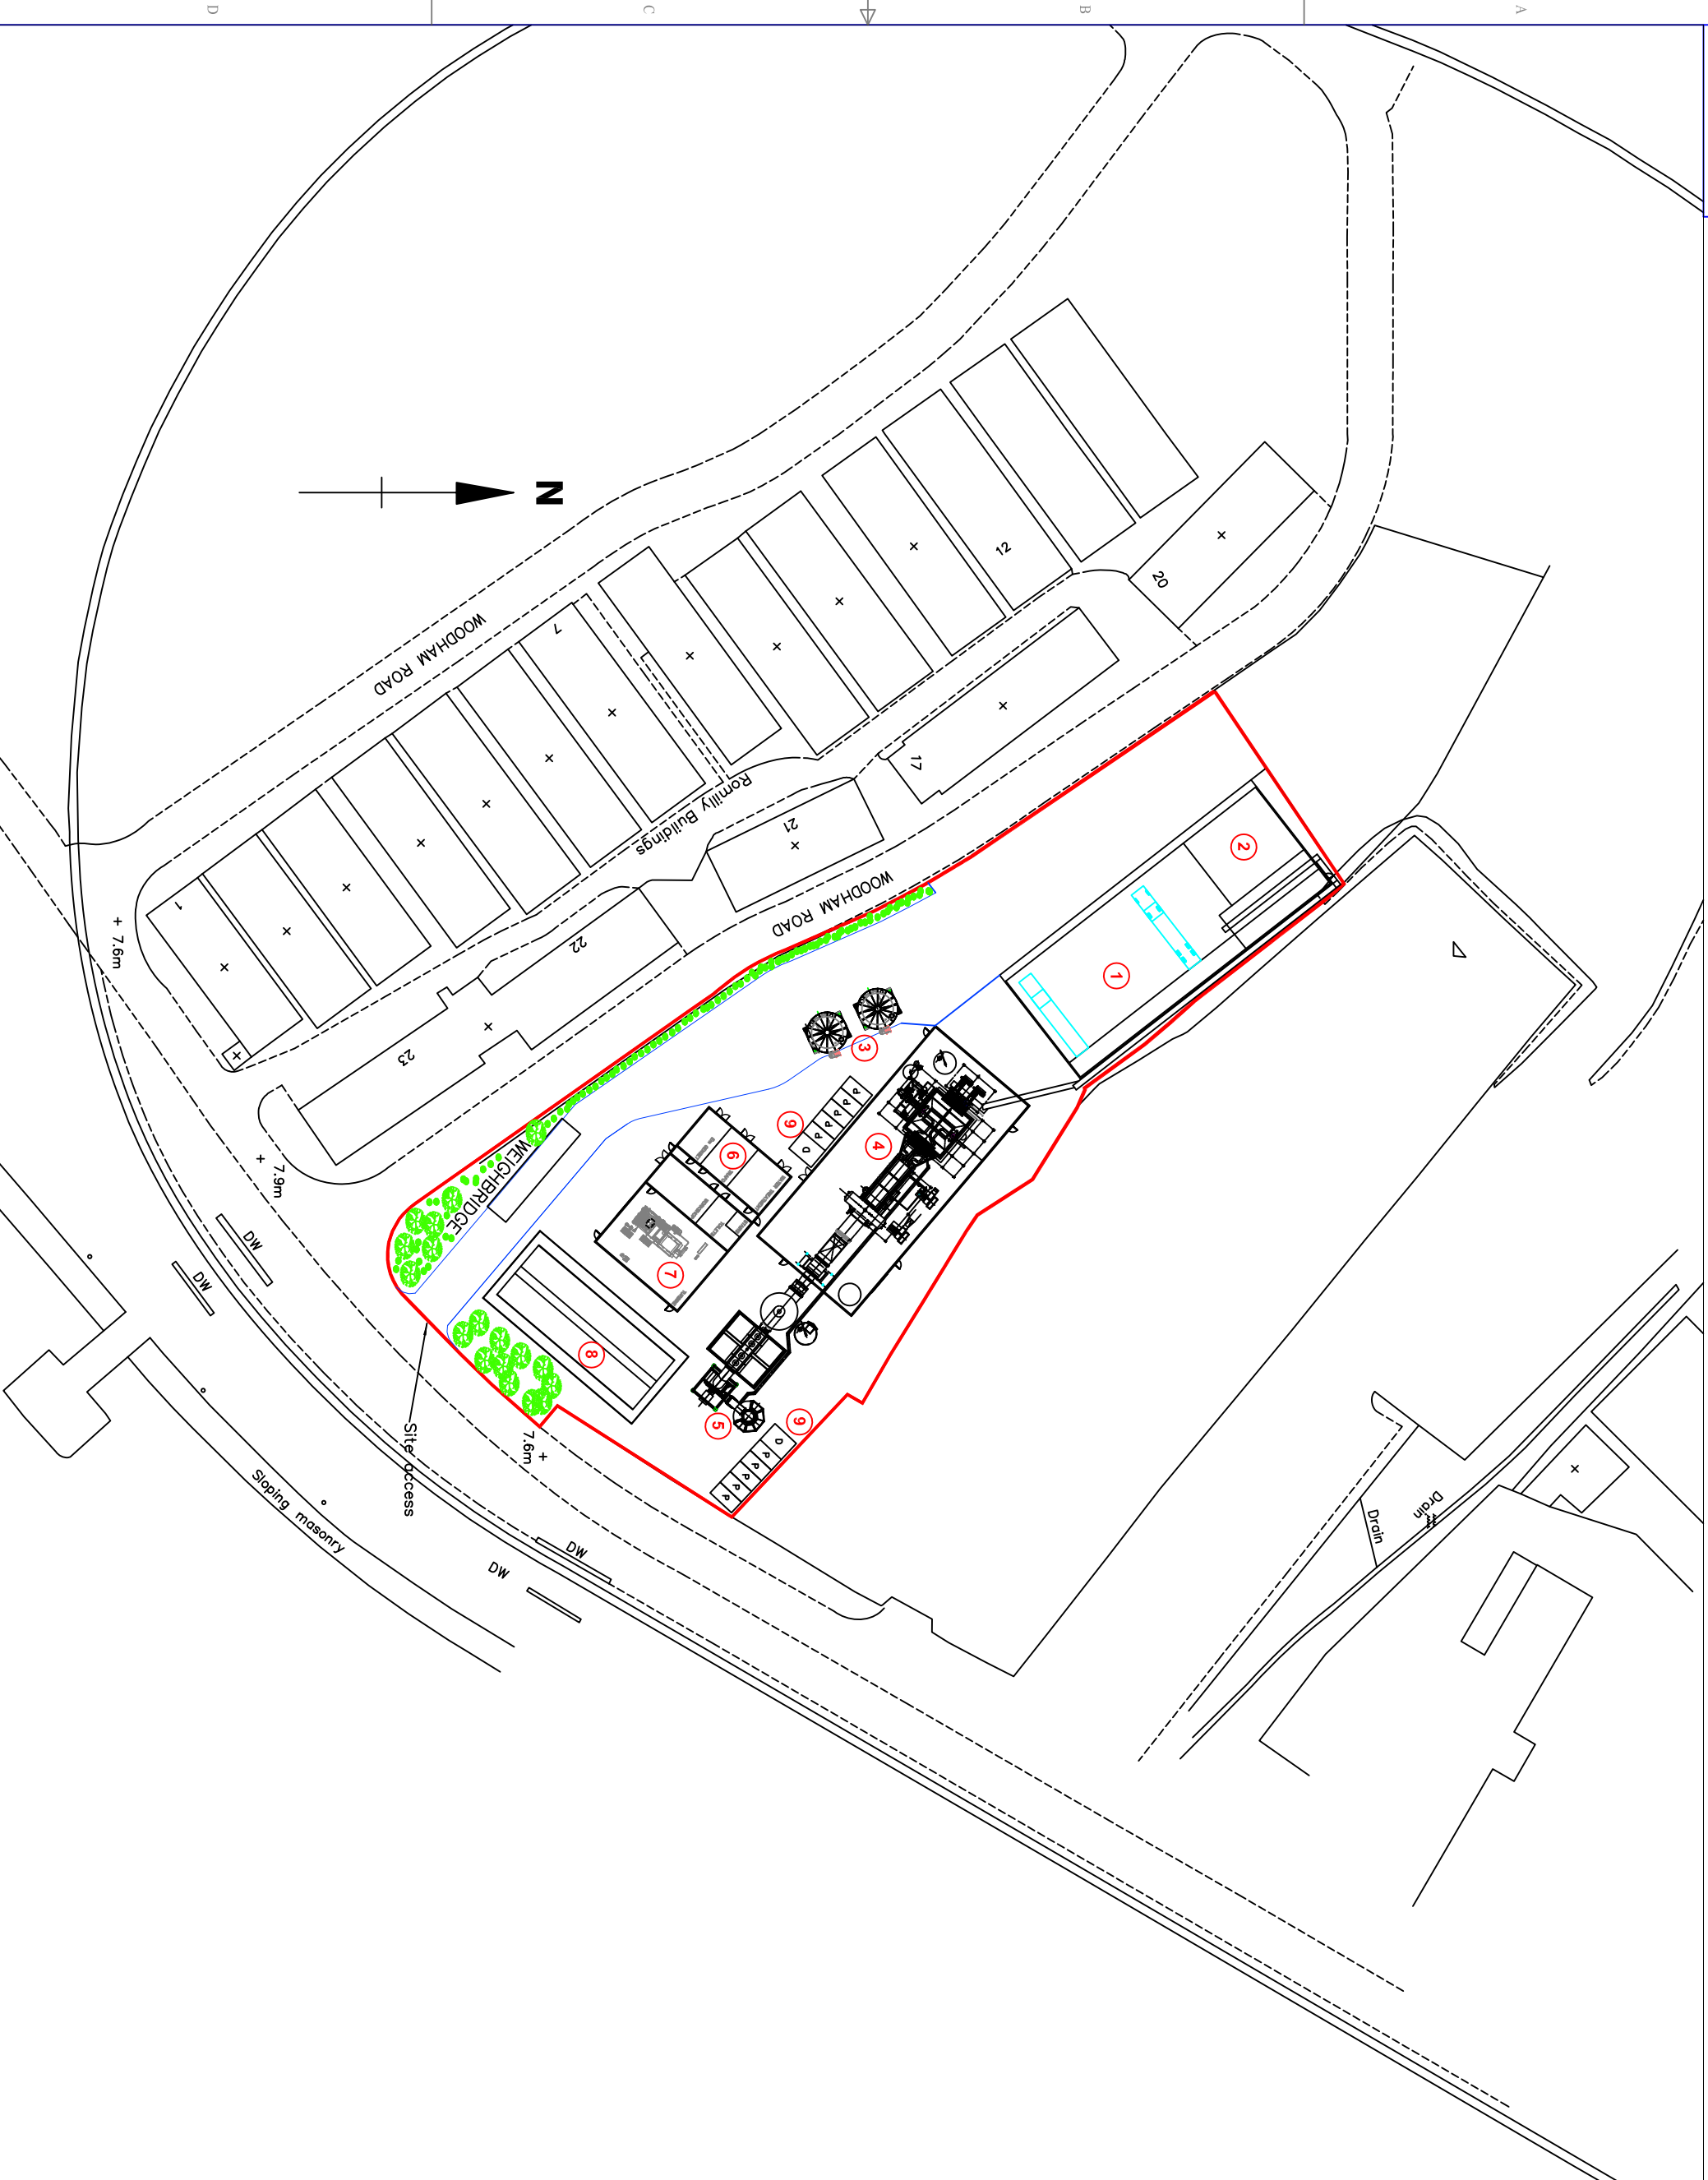 D
C
B
A
N
12
20
7
WOODHAM ROAD
17
Romilly Buildings
21
2
WOODHAM ROAD
1
1
22
+ 7.6m
3
23
4
9
D P P P P P
6
+ 7.9m
WEIGHBRIDGE
DW
7
DW
8
9
5
D
P
P
P
P
P
Site access
+ 7.6m
Sloping masonry
Drain
Drain
DW
DW